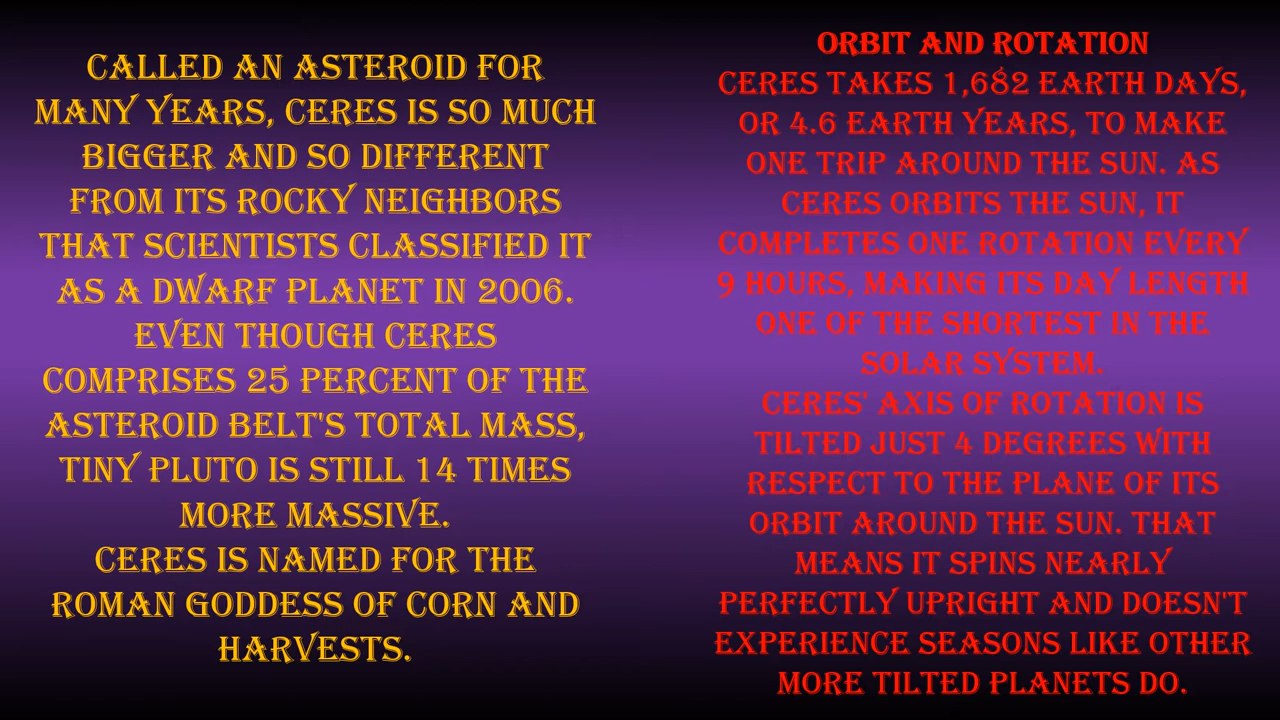 CALLED AN ASTEROID FOR
MANY YEARS, CERES IS SO MUCH
BIGGER AND SO DIFFERENT
FROM ITS ROCKY NEIGHBORS
THAT SCIENTISTS CLASSIFIED IT
AS A DWARF PLANET IN 2006.
EVEN THOUGH CERES
COMPRISES 25 PERCENT OF THE
ASTEROID BELT'S TOTAL MASS,
TINY PLUTO IS STILL 14 TIMES
MORE MASSIVE.
CERES IS NAMED FOR THE
ROMAN GODDESS OF CORN AND
HARVESTS.
ORBIT AND ROTATION
CERES TAKES 1,682 EARTH DAYS,
OR 4.6 EARTH YEARS, TO MAKE
ONE TRIP AROUND THE SUN. AS
CERES ORBITS THE SUN, IT
COMPLETES ONE ROTATION EVERY
9 HOURS, MAKING ITS DAY LENGTH
ONE OF THE SHORTEST IN THE
SOLAR SYSTEM.
CERES' AXIS OF ROTATION IS
TILTED JUST 4 DEGREES WITH
RESPECT TO THE PLANE OF ITS
ORBIT AROUND THE SUN. THAT
MEANS IT SPINS NEARLY
PERFECTLY UPRIGHT AND DOESN'T
EXPERIENCE SEASONS LIKE OTHER
MORE TILTED PLANETS DO.